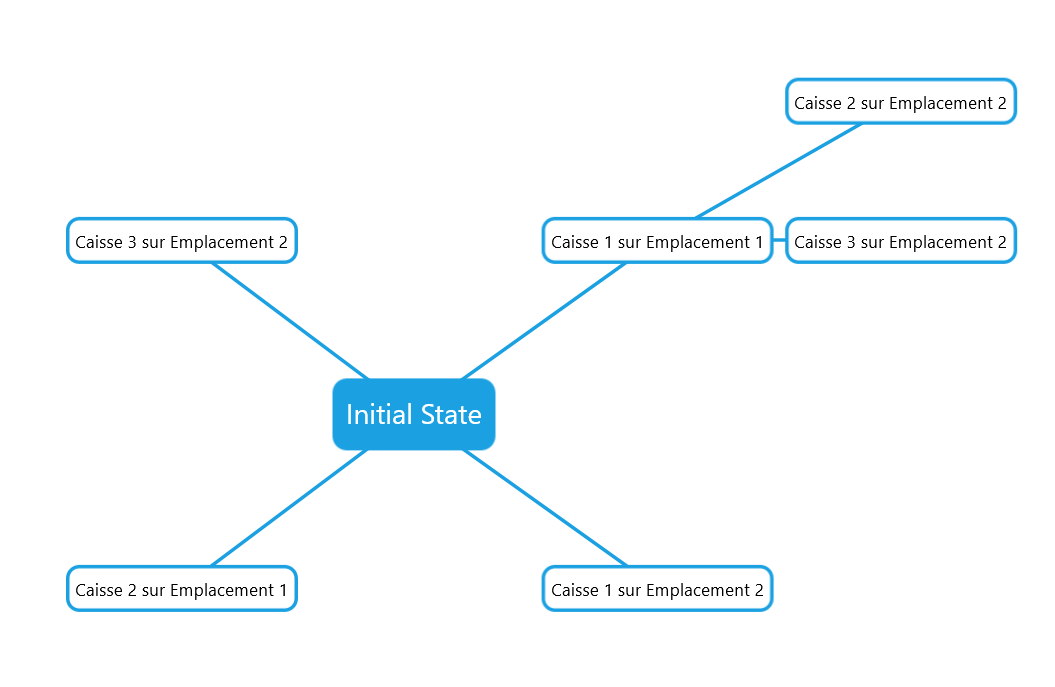 Caisse 2 sur Emplacement 2
Caisse 3 sur Emplacement 2
Caisse 1 sur Emplacement 1
Caisse 3 sur Emplacement 2
Initial State
Caisse 2 sur Emplacement 1
Caisse 1 sur Emplacement 2